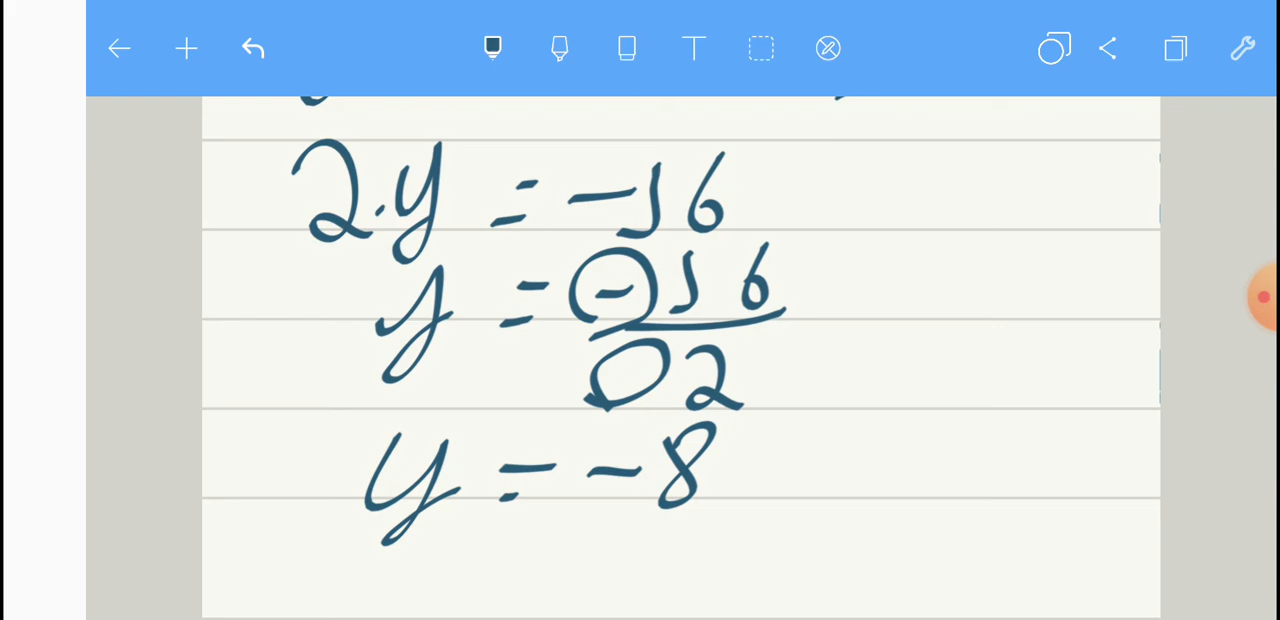 T
2.y = -16
y = -16
2
y = -8